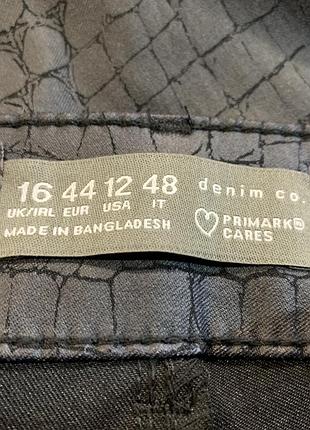 16 44 12 48 denim co.
UK/IRL EUR USA IT PRIMARK®
MADE IN BANGLADESH CARES